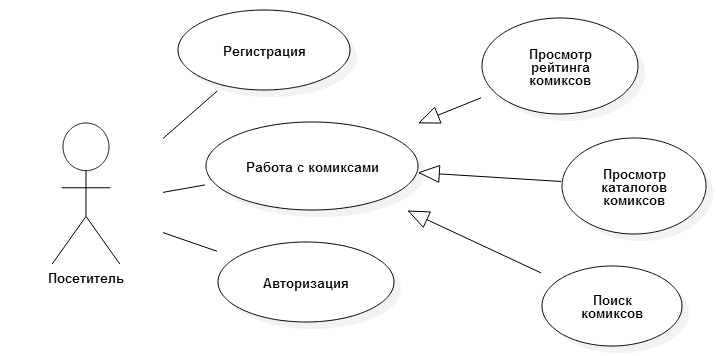 Регистрация
Просмотр
рейтинга
комиксов
Работа с комиксами
Просмотр
каталогов
комиксов
Посетитель
Авторизация
Поиск
комиксов